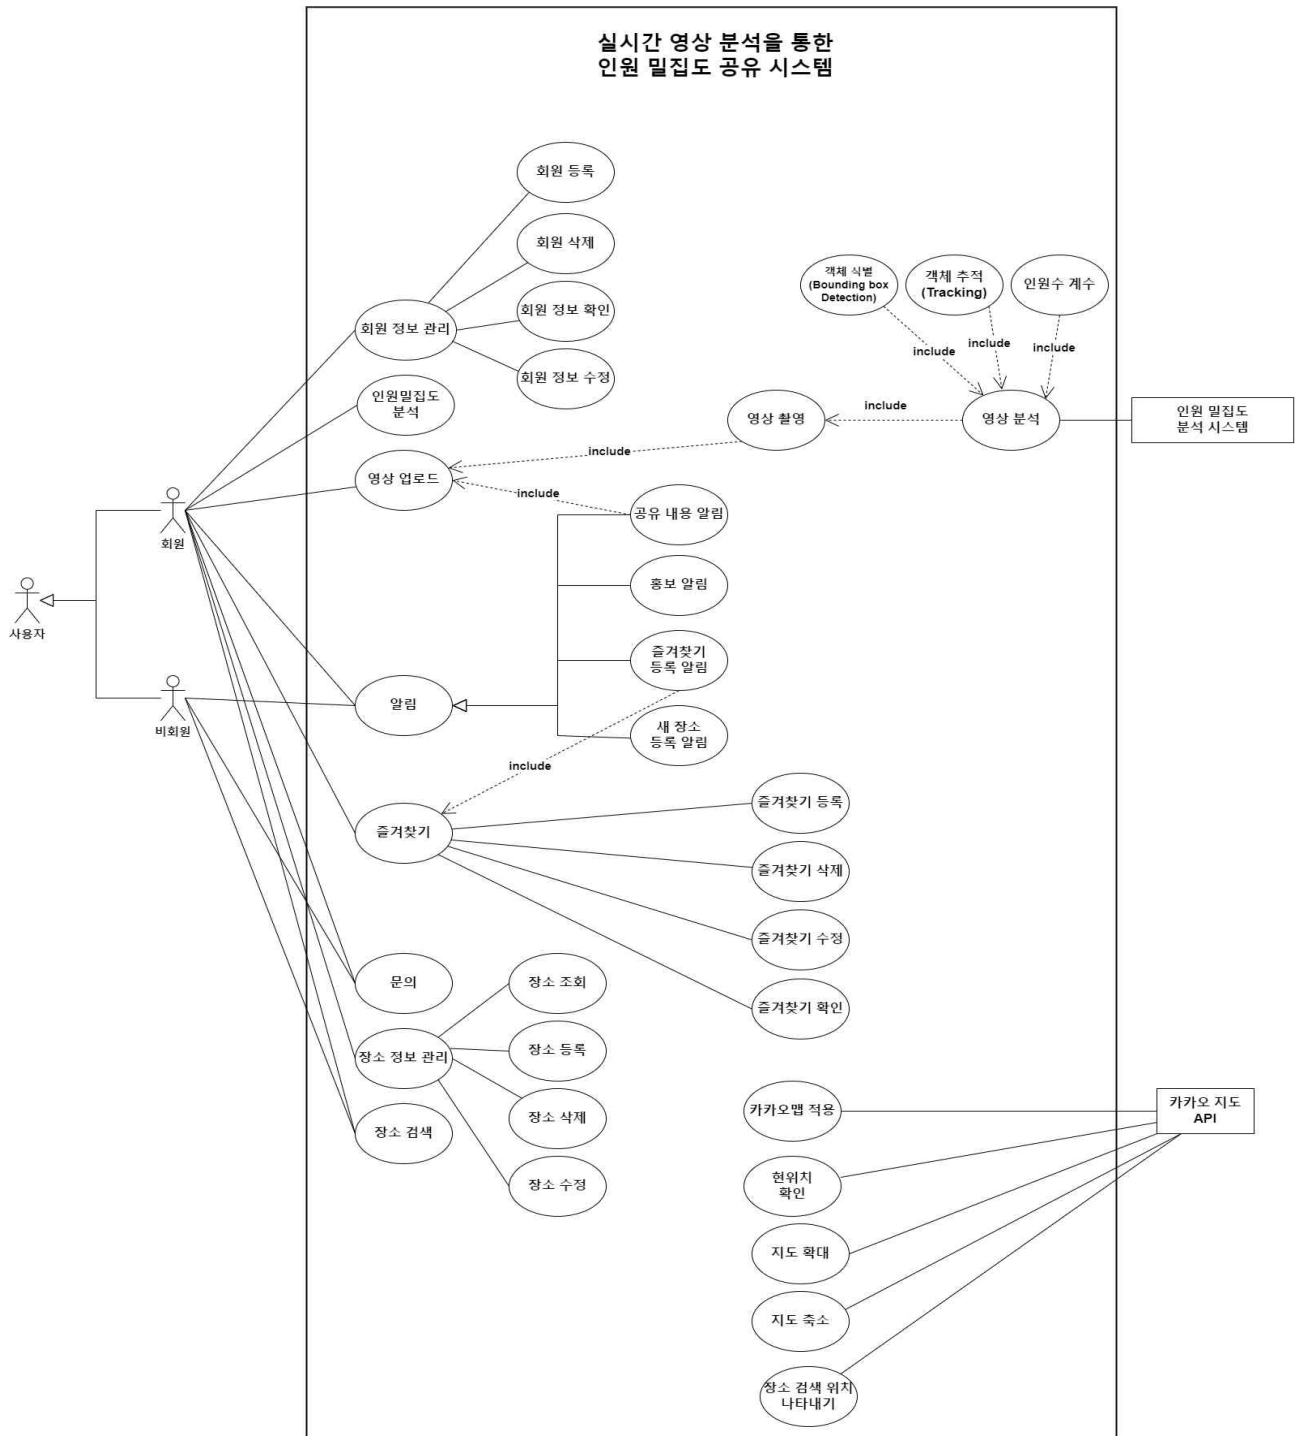 실시간 영상 분석을 통한
인원 밀집도 공유 시스템
회원 등록
회원 삭제
회원 정보 확인
회원 정보 수정
회원 정보 관리
인원밀집도
분석
영상 업로드
객체 식별
(Bounding box
Detection)
객체 추적
(Tracking)
인원수 계수
include
include
include
영상 촬영
include
영상 분석
인원 밀집도
분석 시스템
include
include
공유 내용 알림
홍보 알림
즐겨찾기
등록 알림
새 장소
등록 알림
회원
사용자
비회원
알림
include
즐겨찾기
즐겨찾기 등록
즐겨찾기 삭제
즐겨찾기 수정
즐겨찾기 확인
문의
장소 정보 관리
장소 검색
장소 조회
장소 등록
장소 삭제
장소 수정
카카오맵 적용
현위치
확인
지도 확대
지도 축소
장소 검색 위치
나타내기
카카오 지도
API